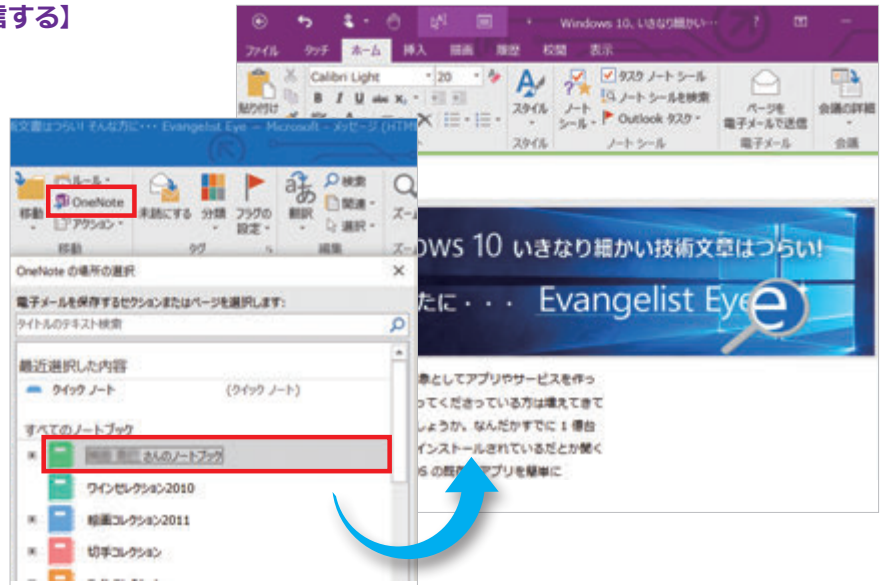 信する】
Windows 10、いきなり細かい…
ファイル タッチ ホーム 挿入 描画 履歴 校閲 表示
貼り付け
Calibri Light 20
B I U abc X₂
スタイル
ノート シール
タスク ノート シール
ノート シールを検索
Outlook タスク
ページを
電子メールで送信
会議の詳細
スタイル ノート シール 電子メール 会議
文章はつらい! そんな方に・・・ Evangelist Eye – Microsoft - メッセージ (HTM
移動
ルール
OneNote
アクション
未読にする 分類 フラグの
設定
翻訳
検索
関連
選択
ズー
移動 タグ 編集 ズー
OneNote の場所の選択
電子メールを保存するセクションまたはページを選択します:
タイトルのテキスト検索
最近選択した内容
クイック ノート (クイック ノート)
すべてのノートブック
さんのノートブック
ワインセレクション2010
絵画コレクション2011
切手コレクション
ows 10 いきなり細かい技術文章はつらい!
たに・・・ Evangelist Eye
e
象としてアプリやサービスを作っ
ってくださっている方は増えてきて
しょうか。なんだかすでに 1 億台
インストールされているだとか聞く
アプリを簡単に